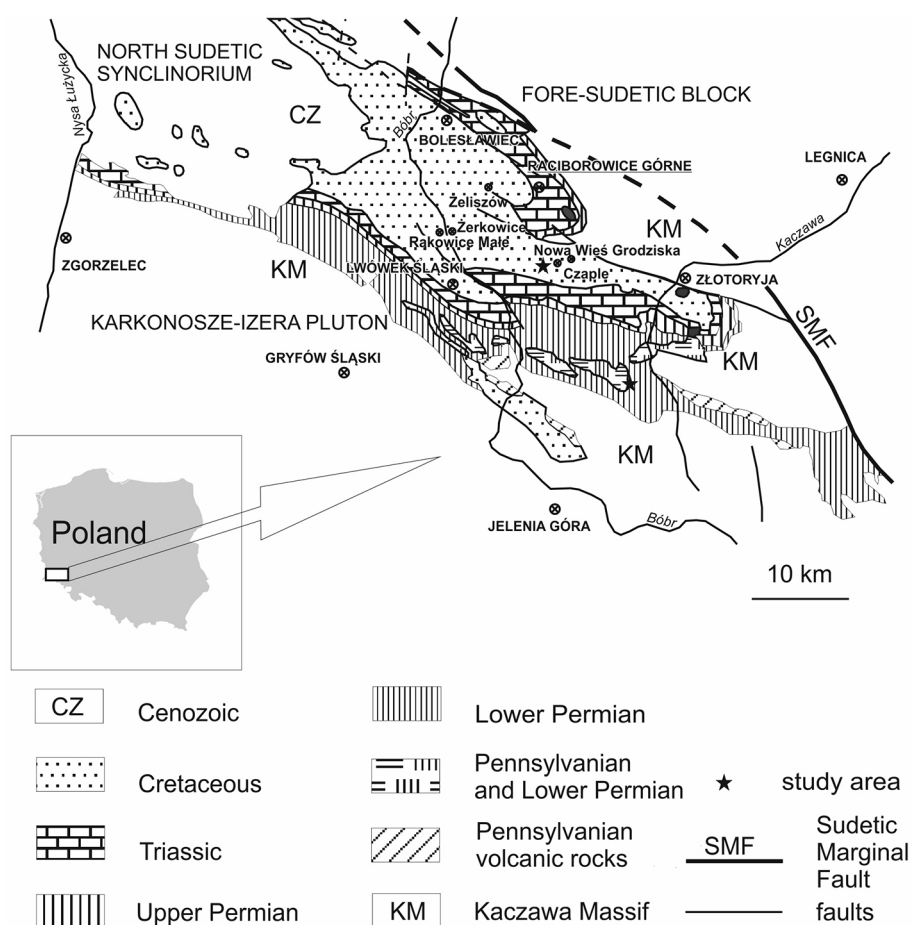 NORTH SUDETIC
SYNCLINORIUM
Nysa Łużycka
CZ
Bóbr
FORE-SUDETIC BLOCK
BOLESŁAWIEC
RACIBOROWICE GÓRNE
LEGNICA
Żeliszów
KM
Kaczawa
Żerkowice
Rakowice Małe
Nowa Wieś Grodziska
ZGORZELEC
KM
LWÓWEK ŚLĄSKI
Czaple
ZŁOTORYJA
KARKONOSZE-IZERA PLUTON
SMF
GRYFÓW ŚLĄSKI
KM
KM
Poland
JELENIA GÓRA
Bóbr
10 km
CZ
Cenozoic
Lower Permian
Cretaceous
Pennsylvanian
and Lower Permian
study area
Triassic
Pennsylvanian
volcanic rocks
SMF
Sudetic
Marginal
Fault
Upper Permian
KM
Kaczawa Massif
faults